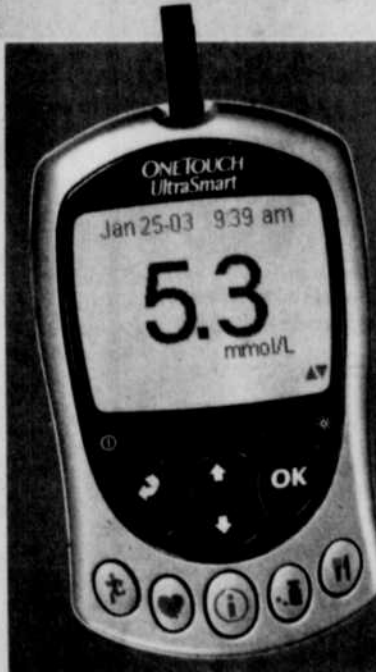 ONETOUCH
UltraSmart
Jan 25-03 9:39 am
5.3
mmol/L
OK